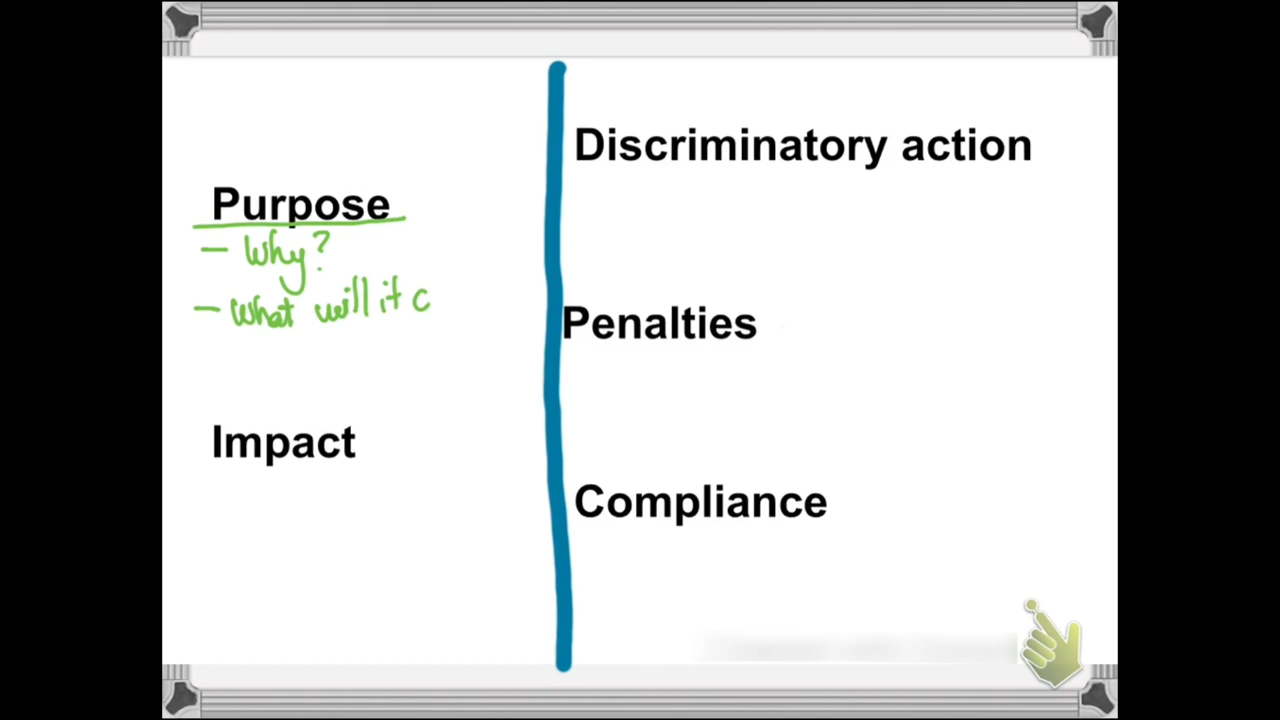 Purpose
- Why?
- What will it c
Impact
Discriminatory action
Penalties
Compliance